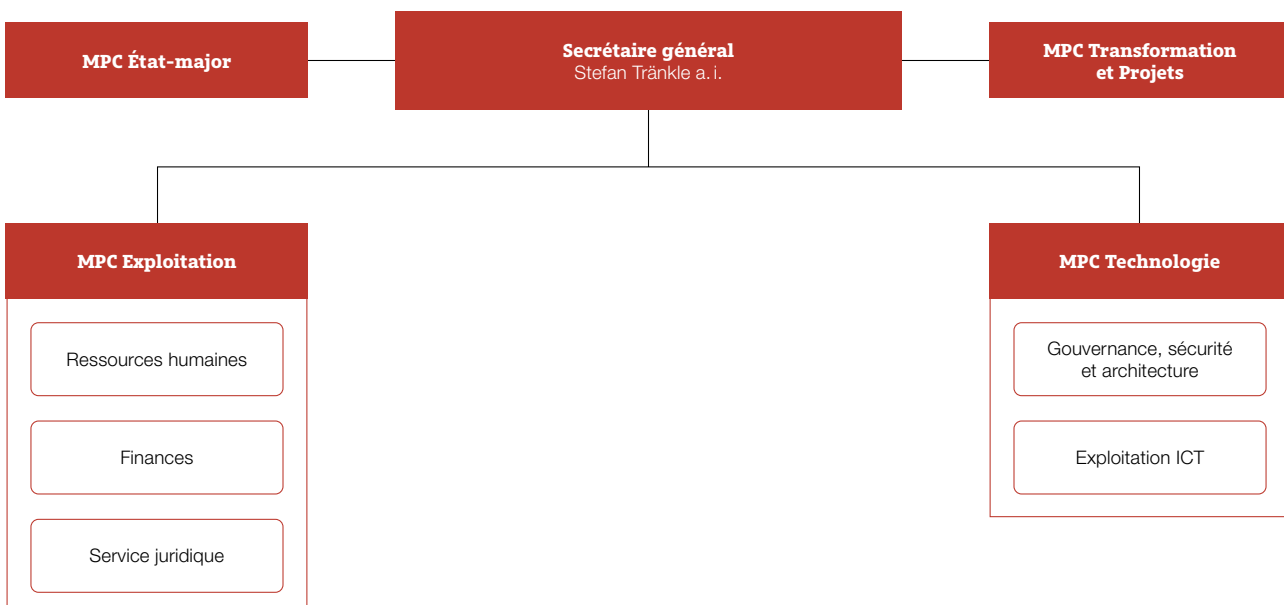 MPC État-major
Secrétaire général
Stefan Tränkle a. i.
MPC Transformation
et Projets
MPC Exploitation
Ressources humaines
Finances
Service juridique
MPC Technologie
Gouvernance, sécurité
et architecture
Exploitation ICT